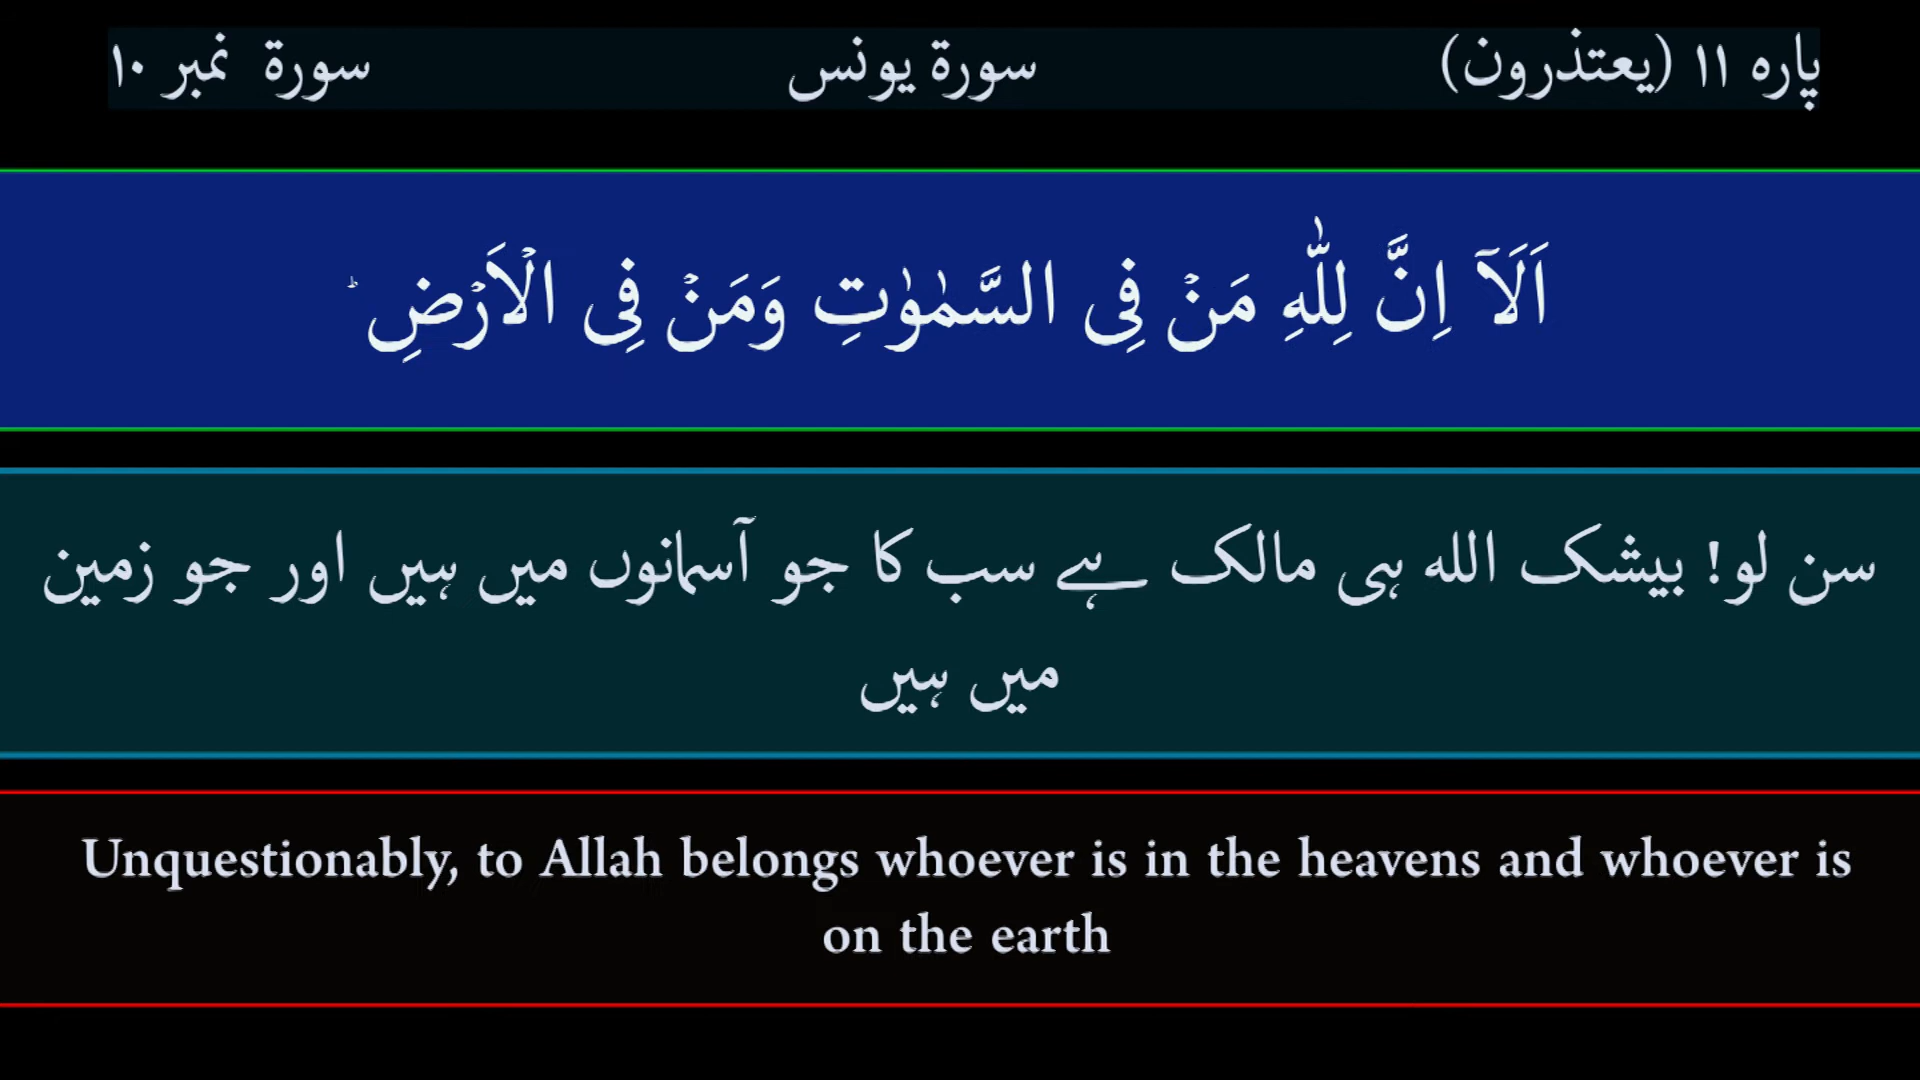 پارہ ۱۱ (یعتذرون) سورۃ یونس سورۃ نمبر ۱۰
اَلَاۤ اِنَّ لِلّٰهِ مَنۡ فِى السَّمٰوٰتِ وَمَنۡ فِى الۡاَرۡضِ‌ ؕ
سن لو! بیشک اللہ ہی مالک ہے سب کا جو آسمانوں میں ہیں اور جو زمین
میں ہیں
Unquestionably, to Allah belongs whoever is in the heavens and whoever is
on the earth